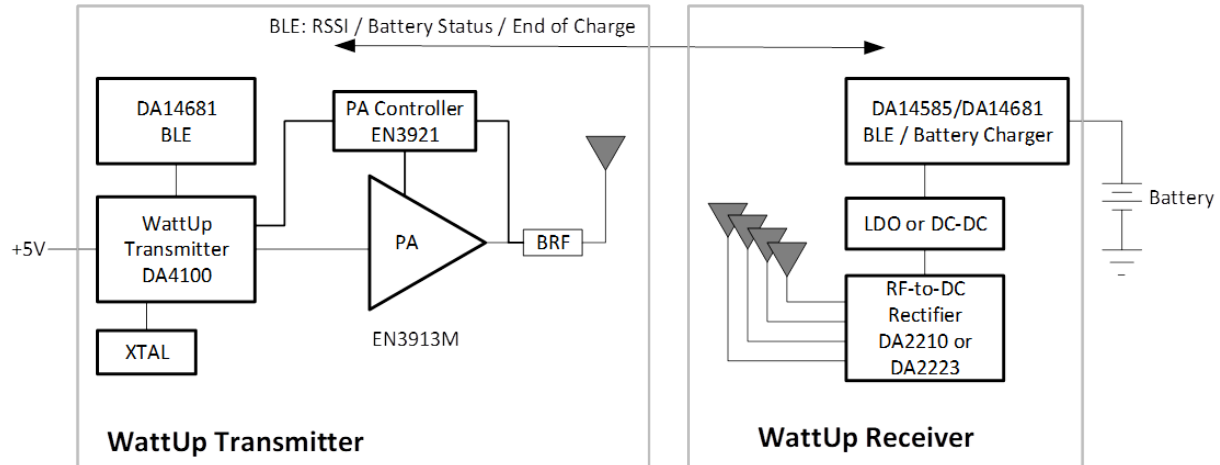 BLE: RSSI / Battery Status / End of Charge
DA14681
BLE
PA Controller
EN3921
WattUp
Transmitter
DA4100
+5V
PA
BRF
XTAL
EN3913M
WattUp Transmitter
DA14585/DA14681
BLE / Battery Charger
Battery
LDO or DC-DC
RF-to-DC
Rectifier
DA2210 or
DA2223
WattUp Receiver